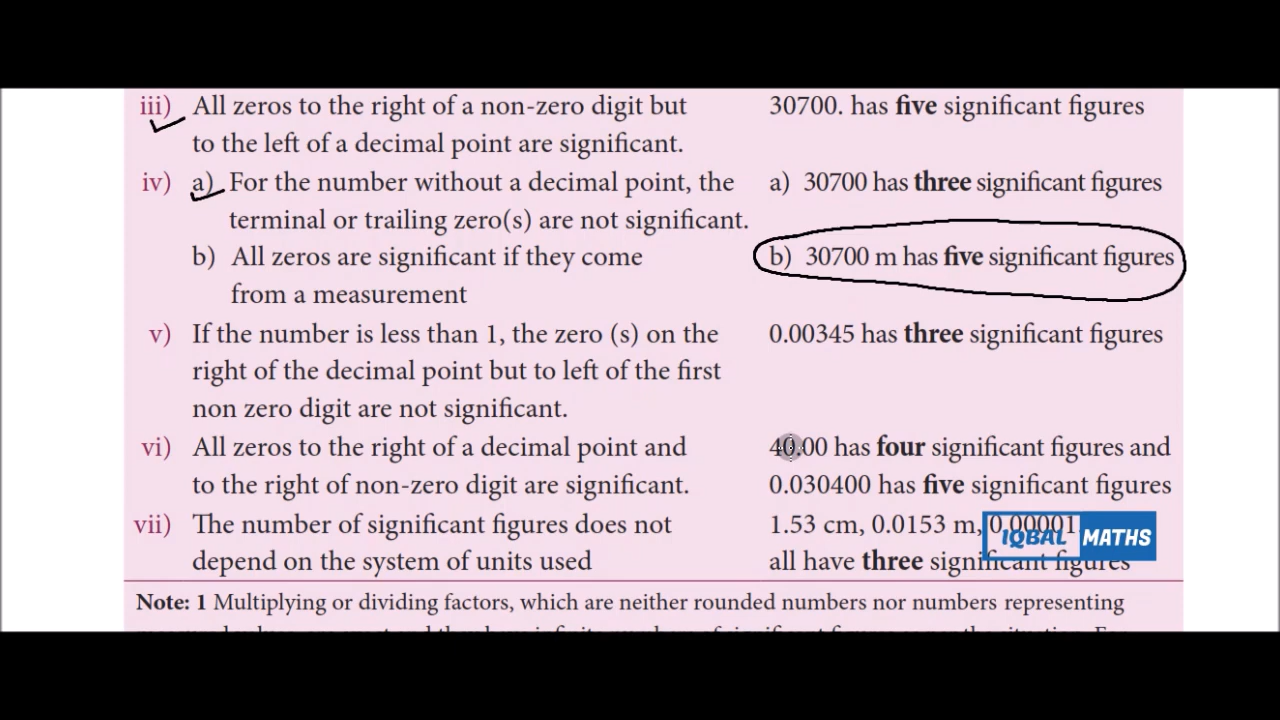 iii) All zeros to the right of a non-zero digit but 30700. has five significant figures
to the left of a decimal point are significant.
iv) a) For the number without a decimal point, the a) 30700 has three significant figures
terminal or trailing zero(s) are not significant.
b) All zeros are significant if they come b) 30700 m has five significant figures
from a measurement
v) If the number is less than 1, the zero (s) on the 0.00345 has three significant figures
right of the decimal point but to left of the first
non zero digit are not significant.
vi) All zeros to the right of a decimal point and 40.00 has four significant figures and
to the right of non-zero digit are significant. 0.030400 has five significant figures
vii) The number of significant figures does not 1.53 cm, 0.0153 m, 0.00001
depend on the system of units used all have three significant figures
IQBAL MATHS
Note: 1 Multiplying or dividing factors, which are neither rounded numbers nor numbers representing